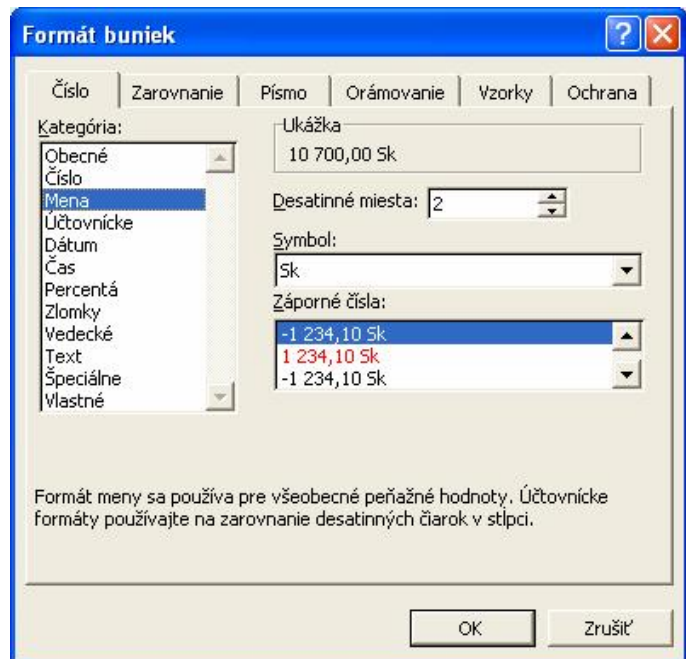 Formát buniek
Číslo Zarovnanie Písmo Orámovanie Vzorky Ochrana
Kategória:
Obecné
Číslo
Mena
Účtovnícke
Dátum
Čas
Percentá
Zlomky
Vedecké
Text
Špeciálne
Vlastné
Ukážka
10 700,00 Sk
Desatinné miesta: 2
Symbol:
Sk
Záporné čísla:
-1 234,10 Sk
1 234,10 Sk
-1 234,10 Sk
Formát meny sa používa pre všeobecné peňažné hodnoty. Účtovnícke
formáty používajte na zarovnanie desatinných čiarok v stĺpci.
OK Zrušiť